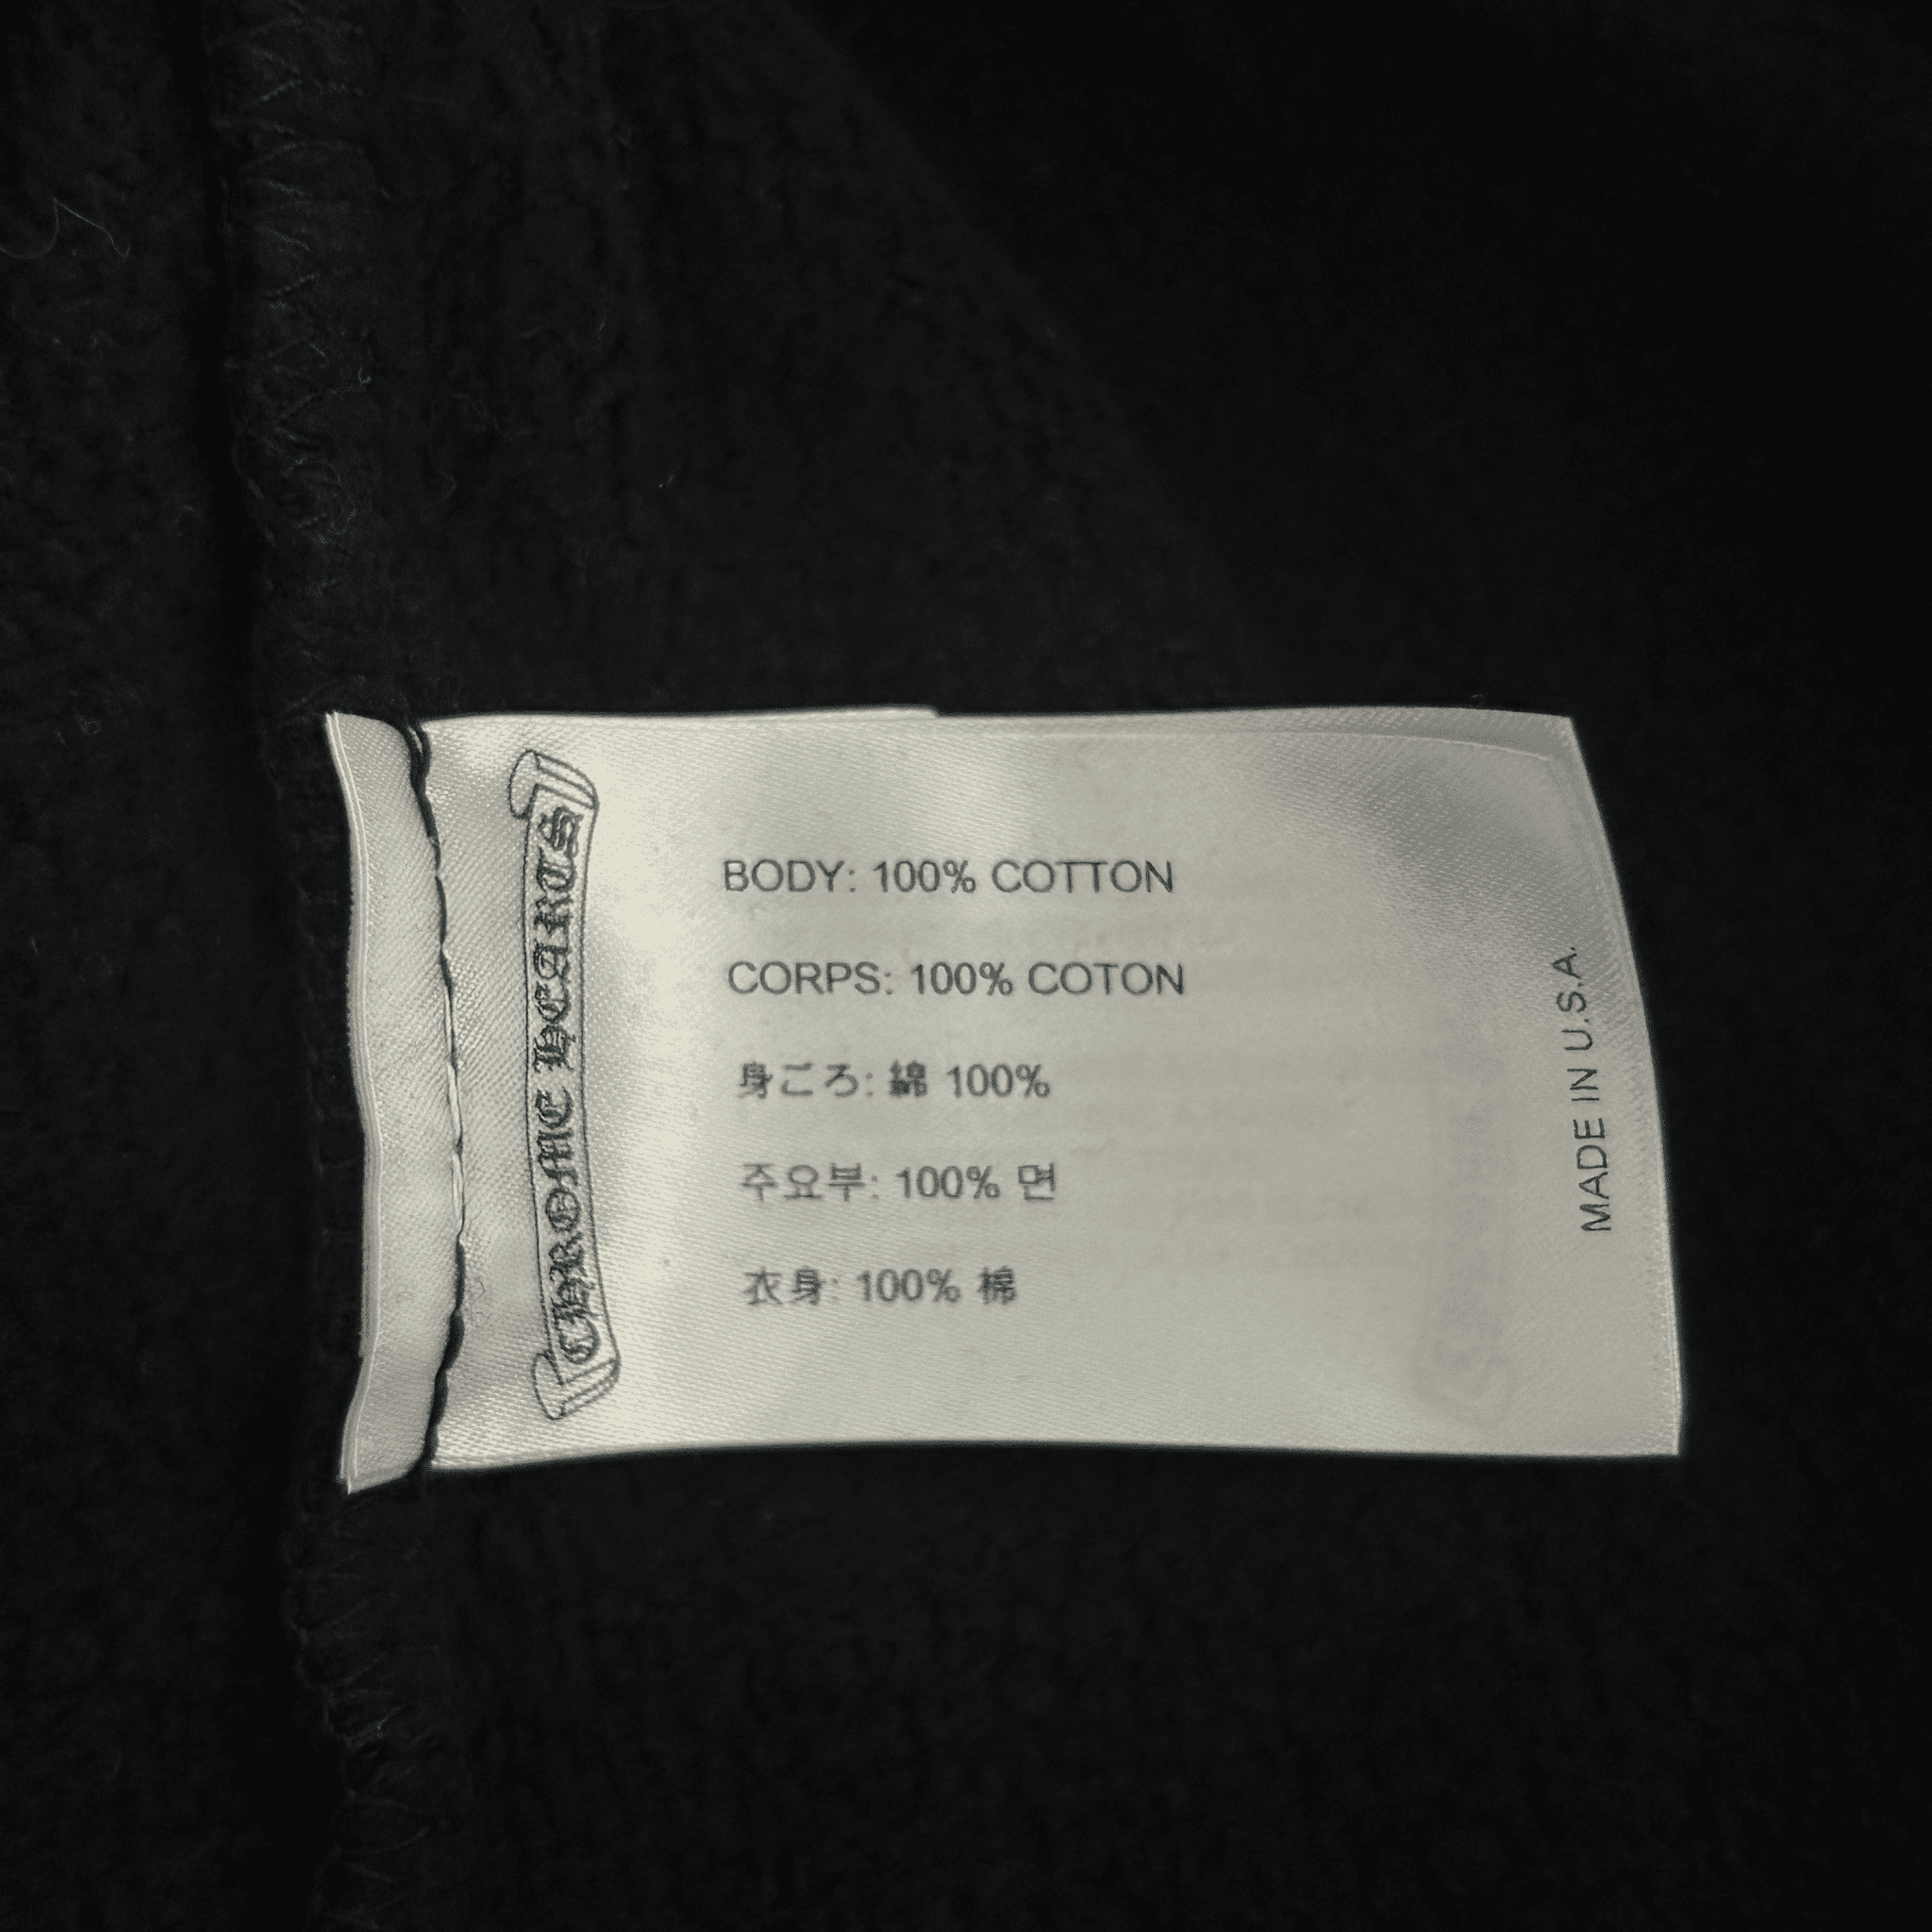 CHROME HEARTS
BODY: 100% COTTON
CORPS: 100% COTON
身ごろ: 綿 100%
주요부: 100% 면
衣身: 100% 棉
MADE IN U.S.A.